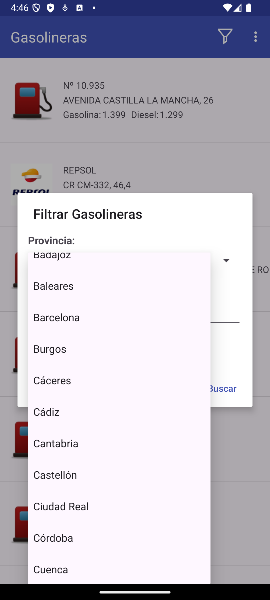 4:46
Gasolineras
Nº 10.935
AVENIDA CASTILLA LA MANCHA, 26
Gasolina: 1.399 Diesel: 1.299
REPSOL
REPSOL
CR CM-332, 46,4
Filtrar Gasolineras
Provincia:
Badajoz
E RO
Baleares
Barcelona
Burgos
Cáceres
Buscar
Cádiz
Cantabria
Castellón
Ciudad Real
Córdoba
Cuenca